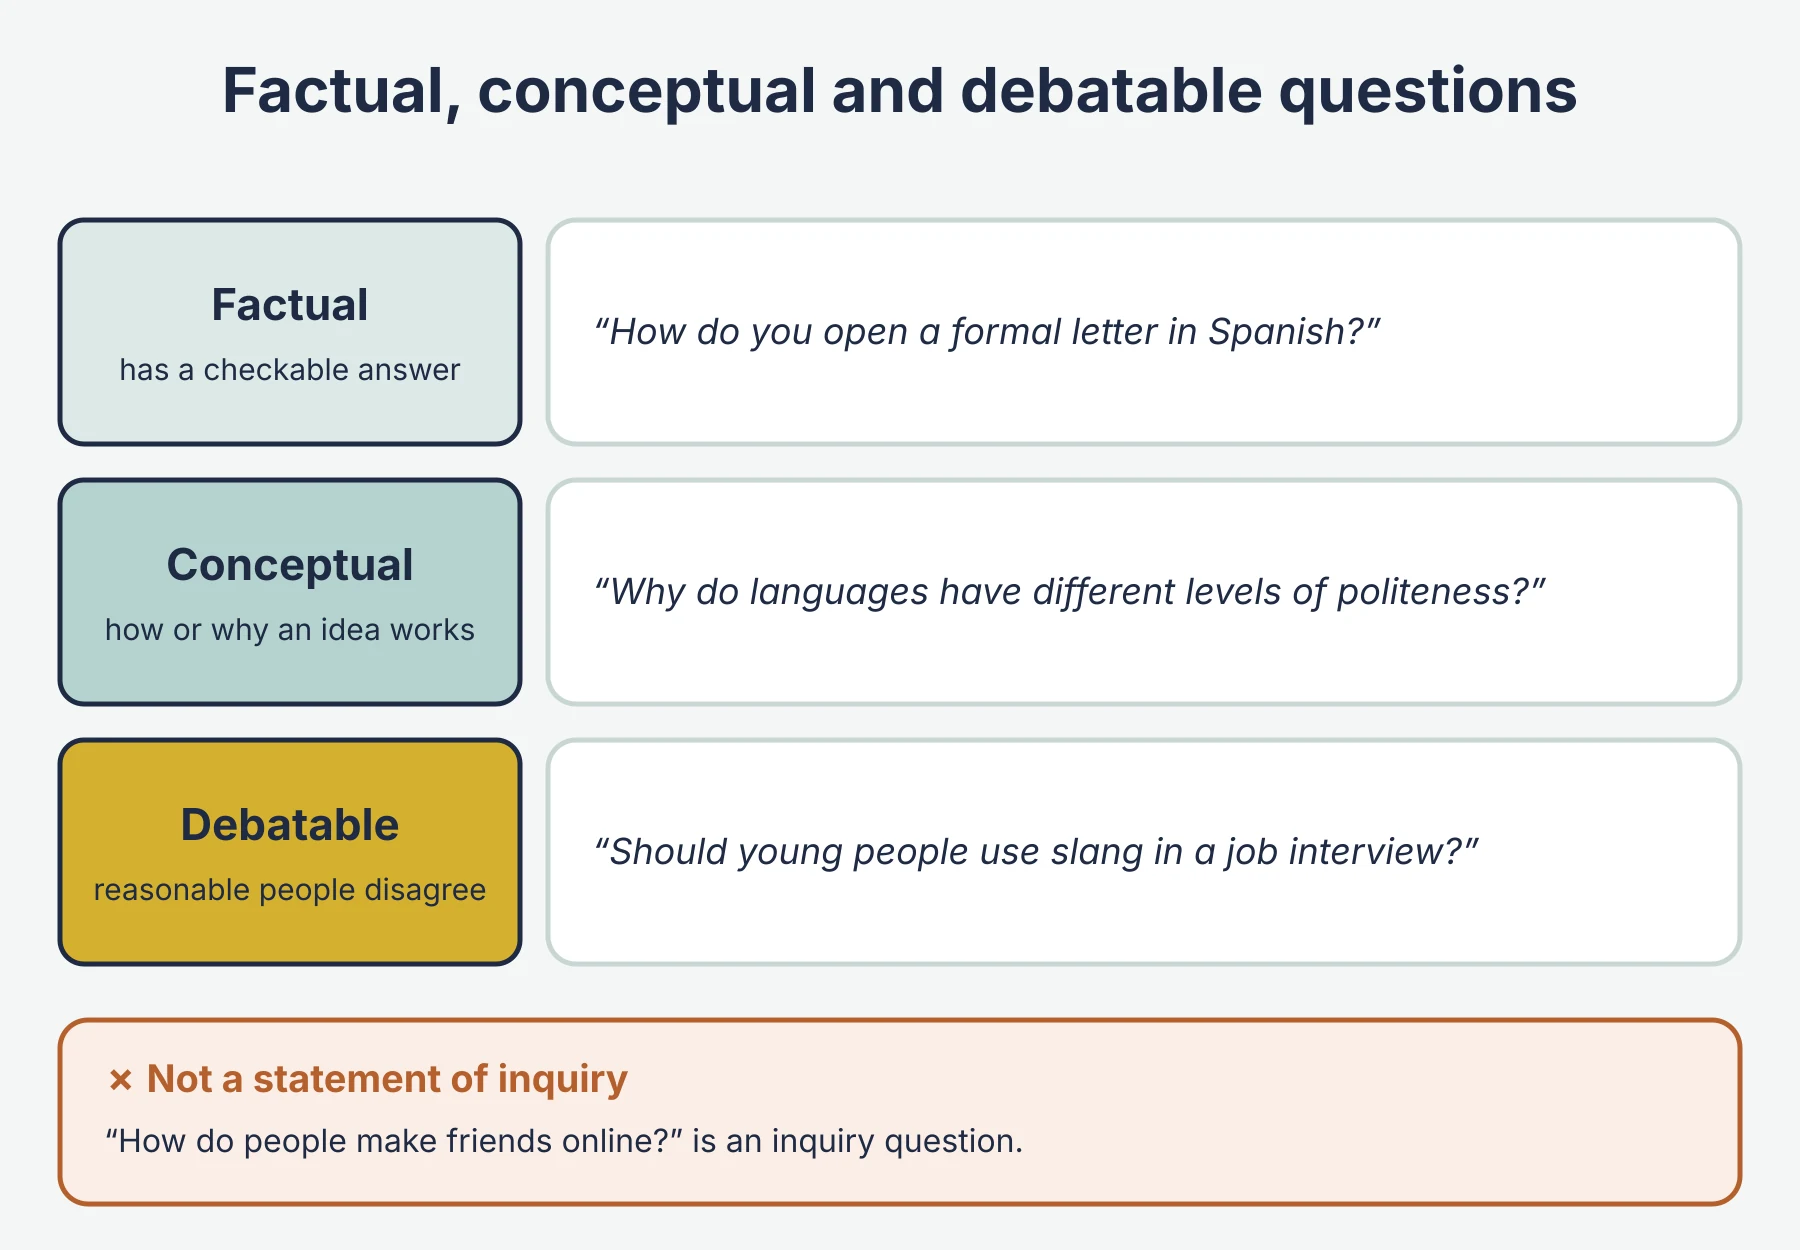 Factual, conceptual and debatable questions
Factual
has a checkable answer
“How do you open a formal letter in Spanish?”
Conceptual
how or why an idea works
“Why do languages have different levels of politeness?”
Debatable
reasonable people disagree
“Should young people use slang in a job interview?”
× Not a statement of inquiry
“How do people make friends online?” is an inquiry question.